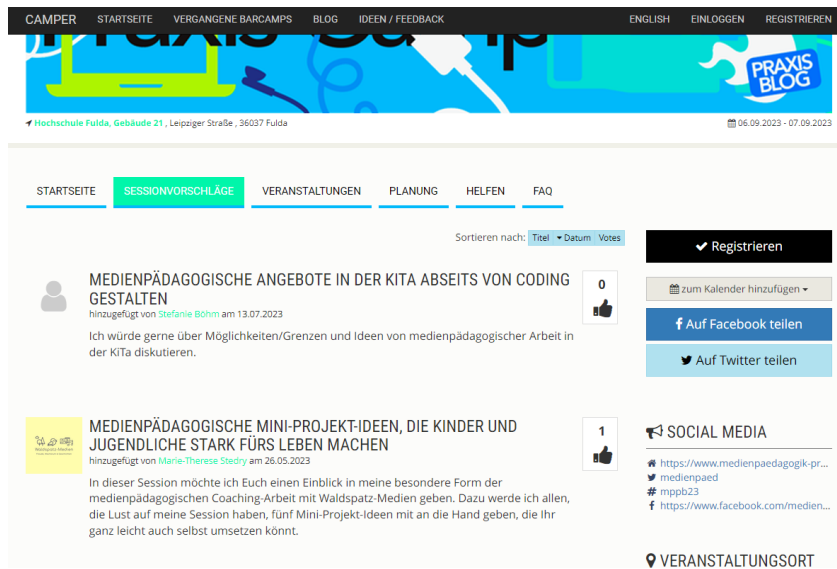 CAMPER STARTSEITE VERGANGENE BARCAMPS BLOG IDEEN / FEEDBACK ENGLISH EINLOGGEN REGISTRIEREN
PRAXIS
BLOG
Hochschule Fulda, Gebäude 21 , Leipziger Straße , 36037 Fulda 06.09.2023 - 07.09.2023
STARTSEITE SESSIONVORSCHLÄGE VERANSTALTUNGEN PLANUNG HELFEN FAQ
Sortieren nach: Titel Datum Votes
Registrieren
MEDIENPÄDAGOGISCHE ANGEBOTE IN DER KITA ABSEITS VON CODING
GESTALTEN
hinzugefügt von Stefanie Böhm am 13.07.2023
Ich würde gerne über Möglichkeiten/Grenzen und Ideen von medienpädagogischer Arbeit in
der KiTa diskutieren.
0
zum Kalender hinzufügen
Auf Facebook teilen
Auf Twitter teilen
Waldspatz-Medien
MEDIENPÄDAGOGISCHE MINI-PROJEKT-IDEEN, DIE KINDER UND
JUGENDLICHE STARK FÜRS LEBEN MACHEN
hinzugefügt von Marie-Therese Stedry am 26.05.2023
In dieser Session möchte ich Euch einen Einblick in meine besondere Form der
medienpädagogischen Coaching-Arbeit mit Waldspatz-Medien geben. Dazu werde ich allen,
die Lust auf meine Session haben, fünf Mini-Projekt-Ideen mit an die Hand geben, die Ihr
ganz leicht auch selbst umsetzen könnt.
1
SOCIAL MEDIA
https://www.medienpaedagogik-pr...
medienpaed
# mppb23
https://www.facebook.com/medien...
VERANSTALTUNGSORT